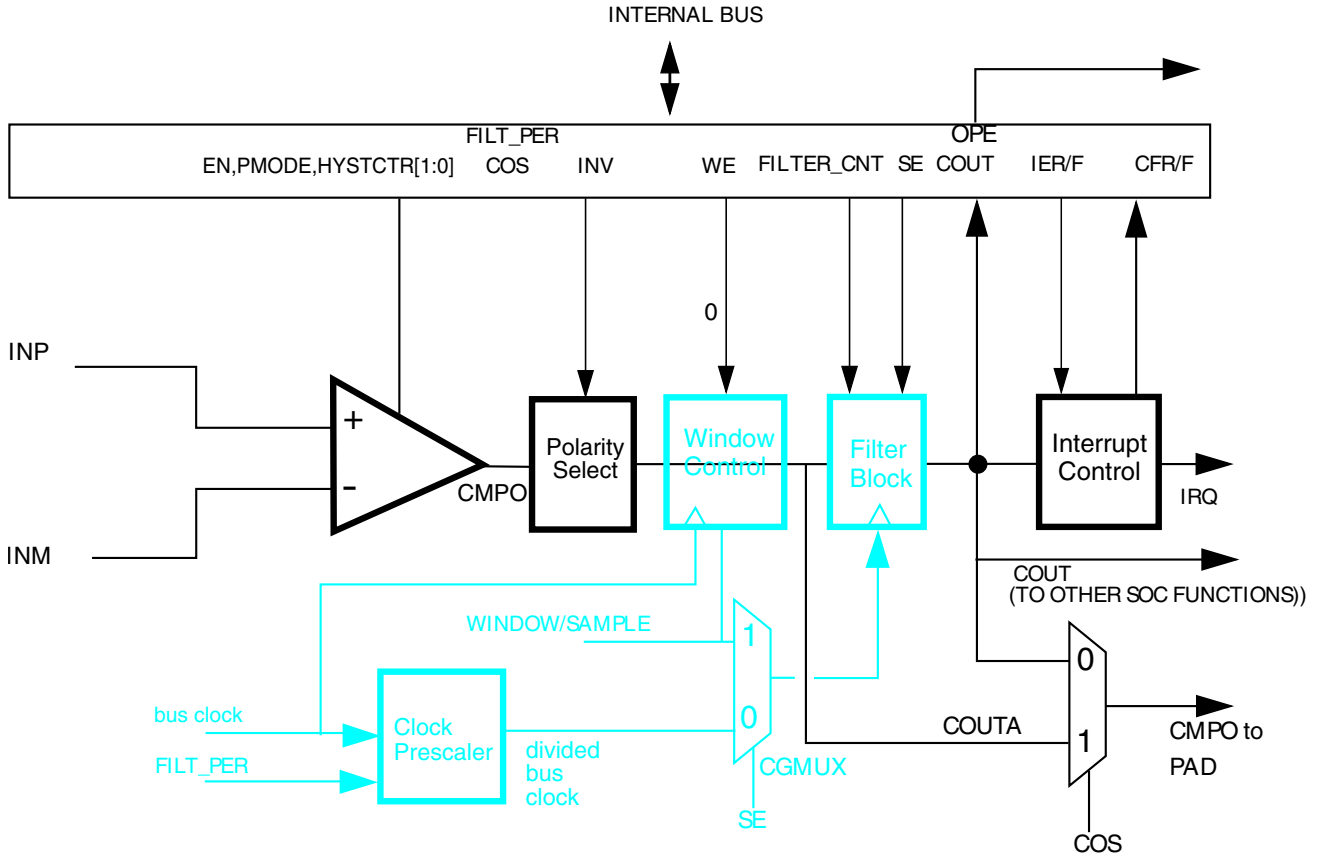 INTERNAL BUS
FILT_PER
OPE
EN,PMODE,HYSTCTR[1:0]
COS
INV
WE
FILTER_CNT
SE
COUT
IER/F
CFR/F
0
INP
+
-
INM
CMPO
Polarity
Select
Window
Control
Filter
Block
Interrupt
Control
IRQ
COUT
(TO OTHER SOC FUNCTIONS))
WINDOW/SAMPLE
1
0
CGMUX
SE
bus clock
FILT_PER
Clock
Prescaler
divided
bus
clock
COUTA
0
1
CMPO to
PAD
COS